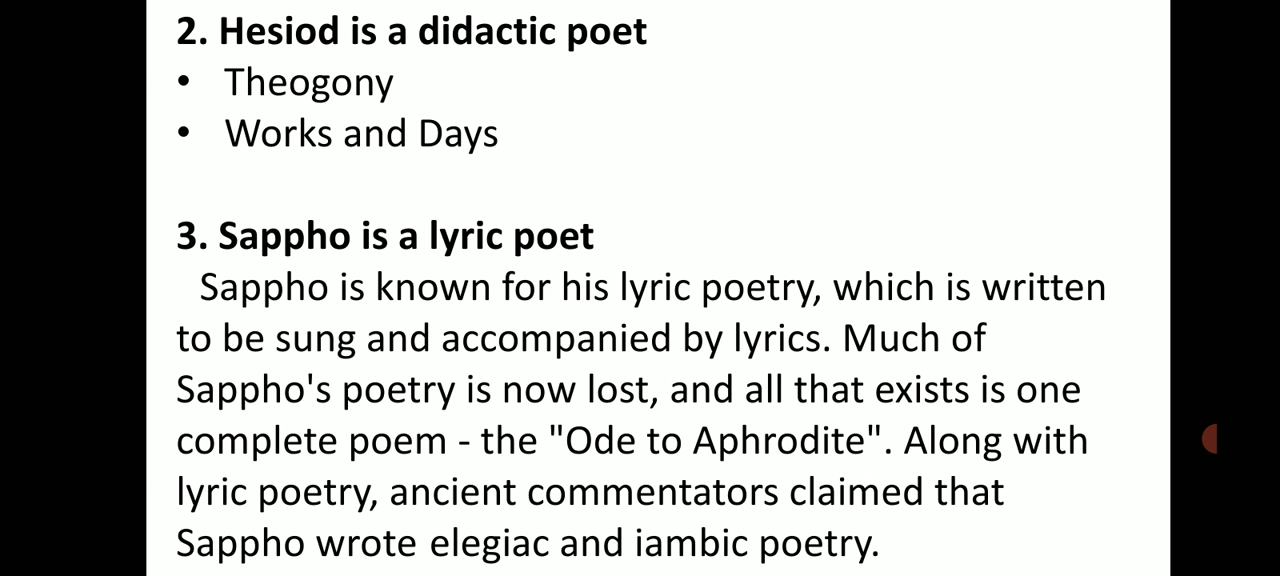 2. Hesiod is a didactic poet
• Theogony
• Works and Days
3. Sappho is a lyric poet
Sappho is known for his lyric poetry, which is written
to be sung and accompanied by lyrics. Much of
Sappho's poetry is now lost, and all that exists is one
complete poem - the "Ode to Aphrodite". Along with
lyric poetry, ancient commentators claimed that
Sappho wrote elegiac and iambic poetry.